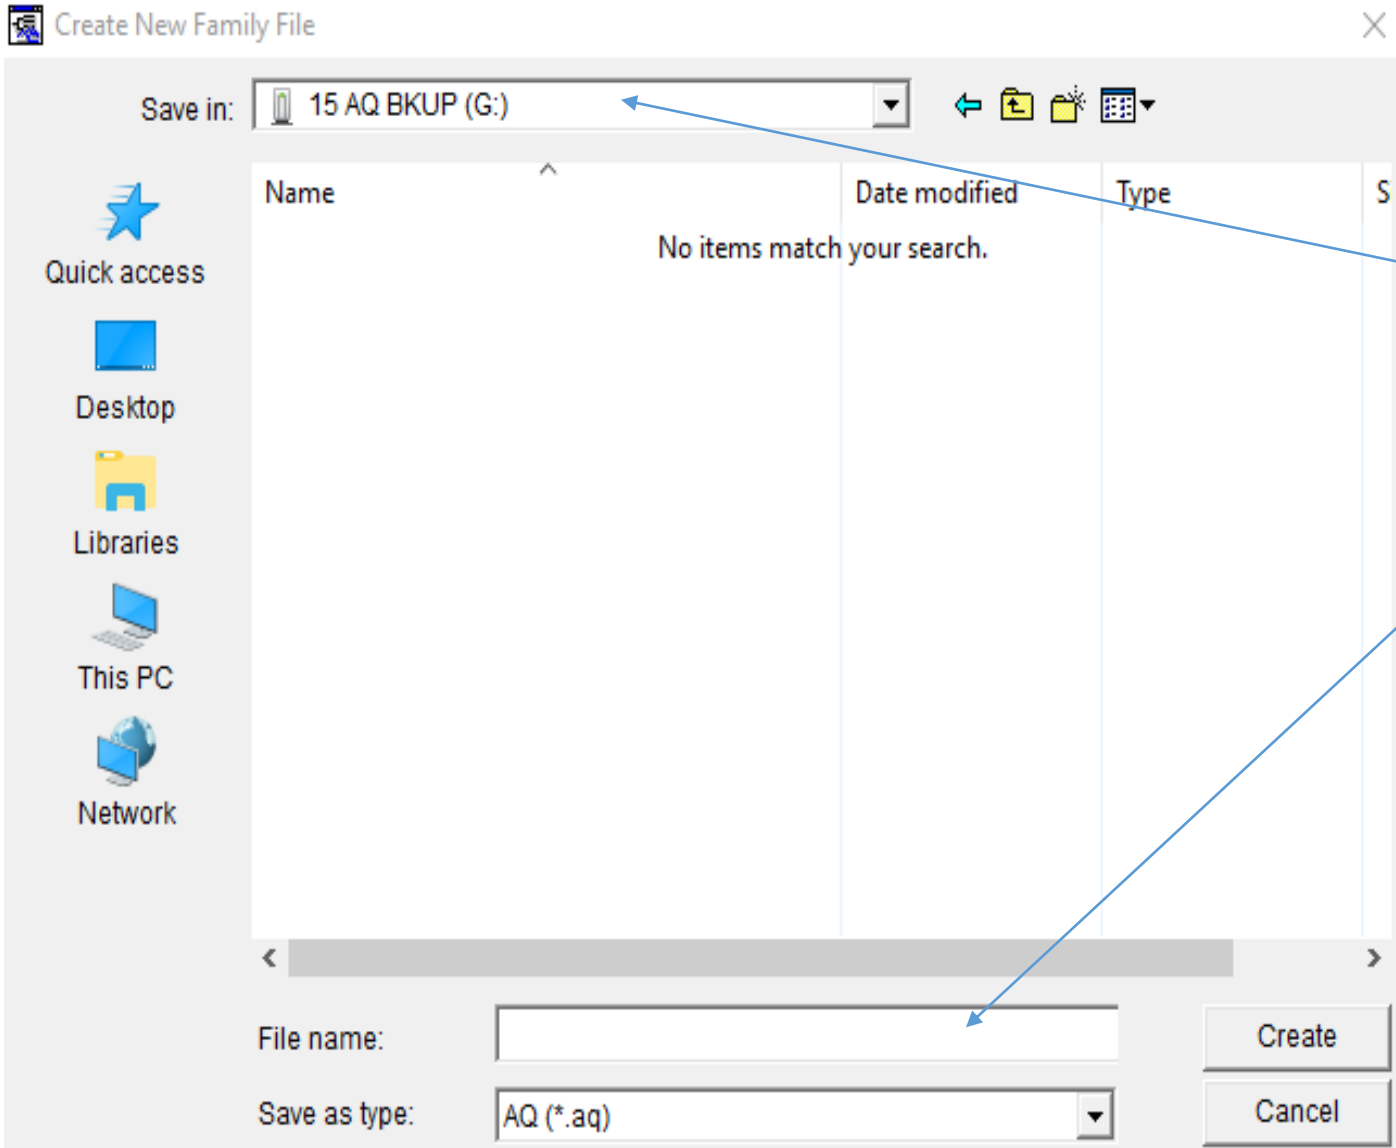 Create New Family File
Save in: 15 AQ BKUP (G:)
Name Date modified Type S
No items match your search.
Quick access
Desktop
Libraries
This PC
Network
File name: Create
Save as type: AQ (*.aq) Cancel